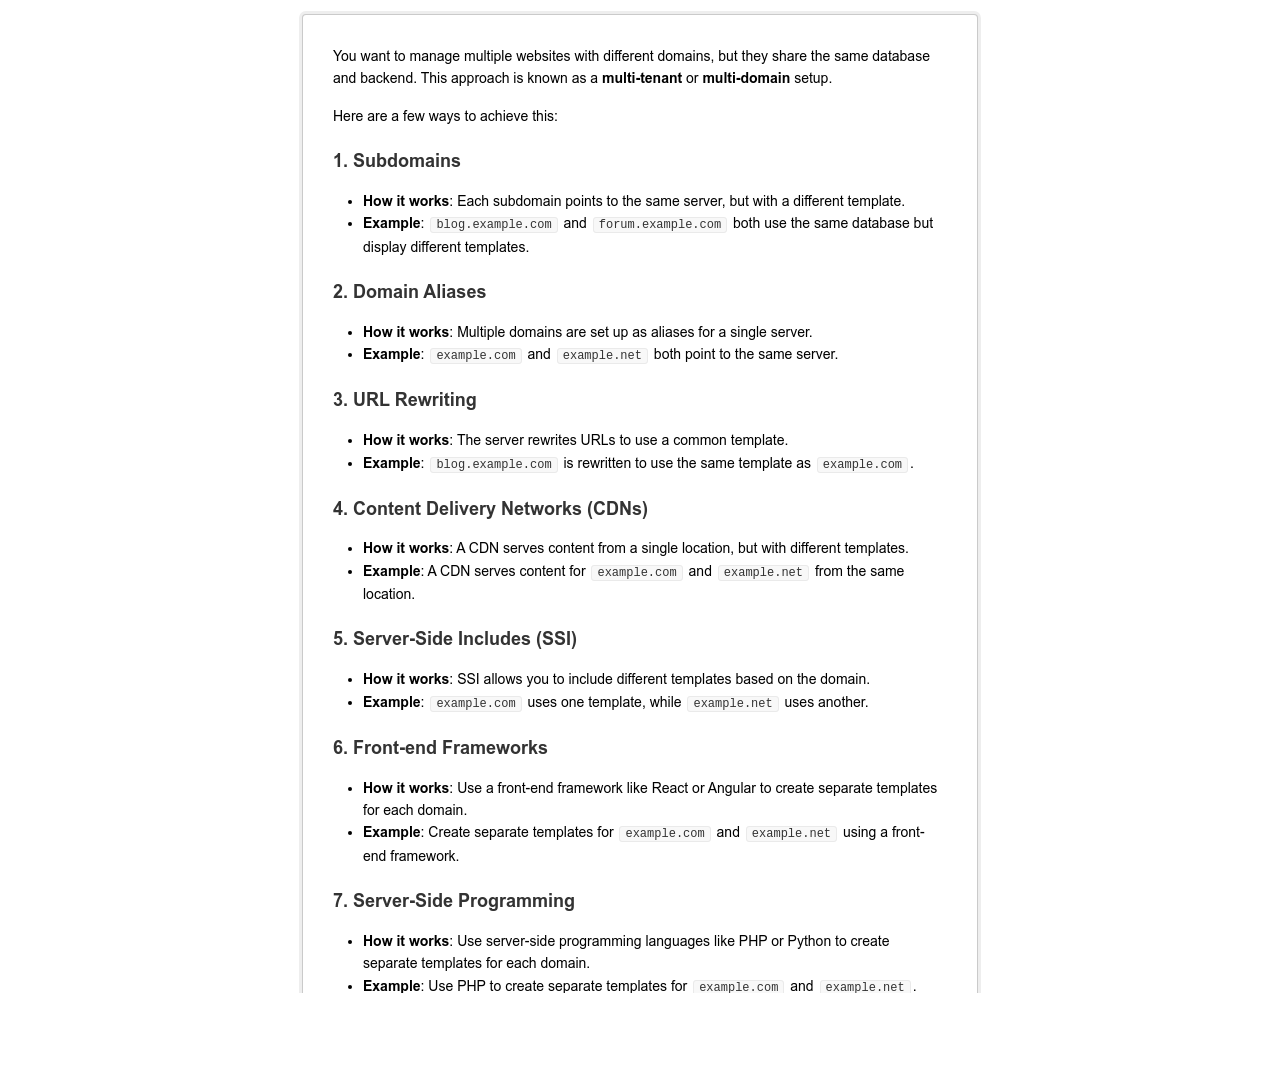 You want to manage multiple websites with different domains, but they share the same database
and backend. This approach is known as a multi-tenant or multi-domain setup.
Here are a few ways to achieve this:
1. Subdomains
• How it works: Each subdomain points to the same server, but with a different template.
• Example: blog.example.com and forum.example.com both use the same database but
display different templates.
2. Domain Aliases
• How it works: Multiple domains are set up as aliases for a single server.
• Example: example.com and example.net both point to the same server.
3. URL Rewriting
• How it works: The server rewrites URLs to use a common template.
• Example: blog.example.com is rewritten to use the same template as example.com.
4. Content Delivery Networks (CDNs)
• How it works: A CDN serves content from a single location, but with different templates.
• Example: A CDN serves content for example.com and example.net from the same
location.
5. Server-Side Includes (SSI)
• How it works: SSI allows you to include different templates based on the domain.
• Example: example.com uses one template, while example.net uses another.
6. Front-end Frameworks
• How it works: Use a front-end framework like React or Angular to create separate templates
for each domain.
• Example: Create separate templates for example.com and example.net using a front-
end framework.
7. Server-Side Programming
• How it works: Use server-side programming languages like PHP or Python to create
separate templates for each domain.
• Example: Use PHP to create separate templates for example.com and example.net.